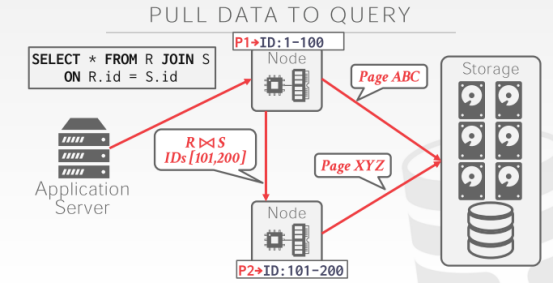 PULL DATA TO QUERY
SELECT * FROM R JOIN S
ON R.id = S.id
P1→ID:1-100
Node
Page ABC
Storage
Application
Server
R ⋈ S
IDs [101,200]
Page XYZ
Node
P2→ID:101-200